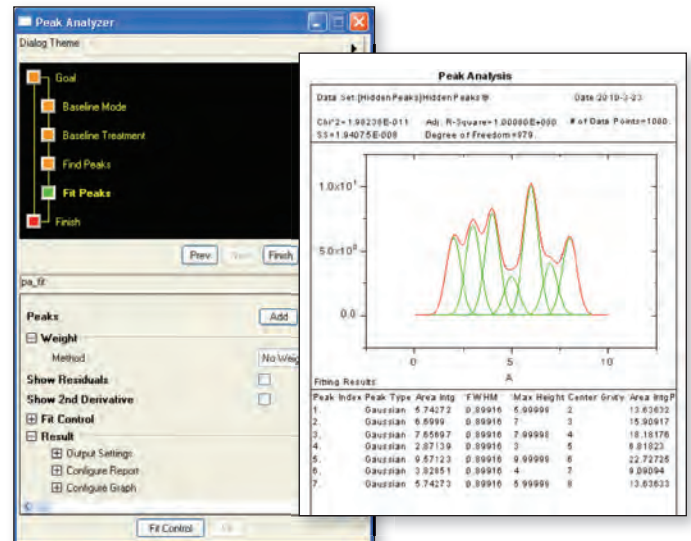 Peak Analyzer
Dialog Theme
Goal
Baseline Mode
Baseline Treatment
Find Peaks
Fit Peaks
Finish
Prev Next Finish
pa_fit
Peaks Add
Weight
Method No Weig
Show Residuals
Show 2nd Derivative
Fit Control
Result
Output Settings
Configure Report
Configure Graph
Fit Control Fit
Peak Analysis
Data Set:[HiddenPeaks]HiddenPeaks! Date:2010-3-23
Chi^2=1.98238E-011 Adj. R-Square=1.00000E+000 # of Data Points=1000
SS=1.94075E-008 Degree of Freedom=979
1.0x10¹
5.0x10⁰
0.0
0 5 10
A
Fitting Results
Peak Index Peak Type Area Intg FWHM Max Height Center Grvty Area IntgP
1. Gaussian 5.74272 0.89916 5.99999 2 13.63632
2. Gaussian 6.6999 0.89916 7 3 15.90917
3. Gaussian 7.65697 0.89916 7.99999 4 18.18176
4. Gaussian 2.87139 0.89916 3 5 6.81823
5. Gaussian 9.57123 0.89916 9.99999 6 22.72725
6. Gaussian 3.82851 0.89916 4 7 9.09094
7. Gaussian 5.74273 0.89916 5.99999 8 13.63633